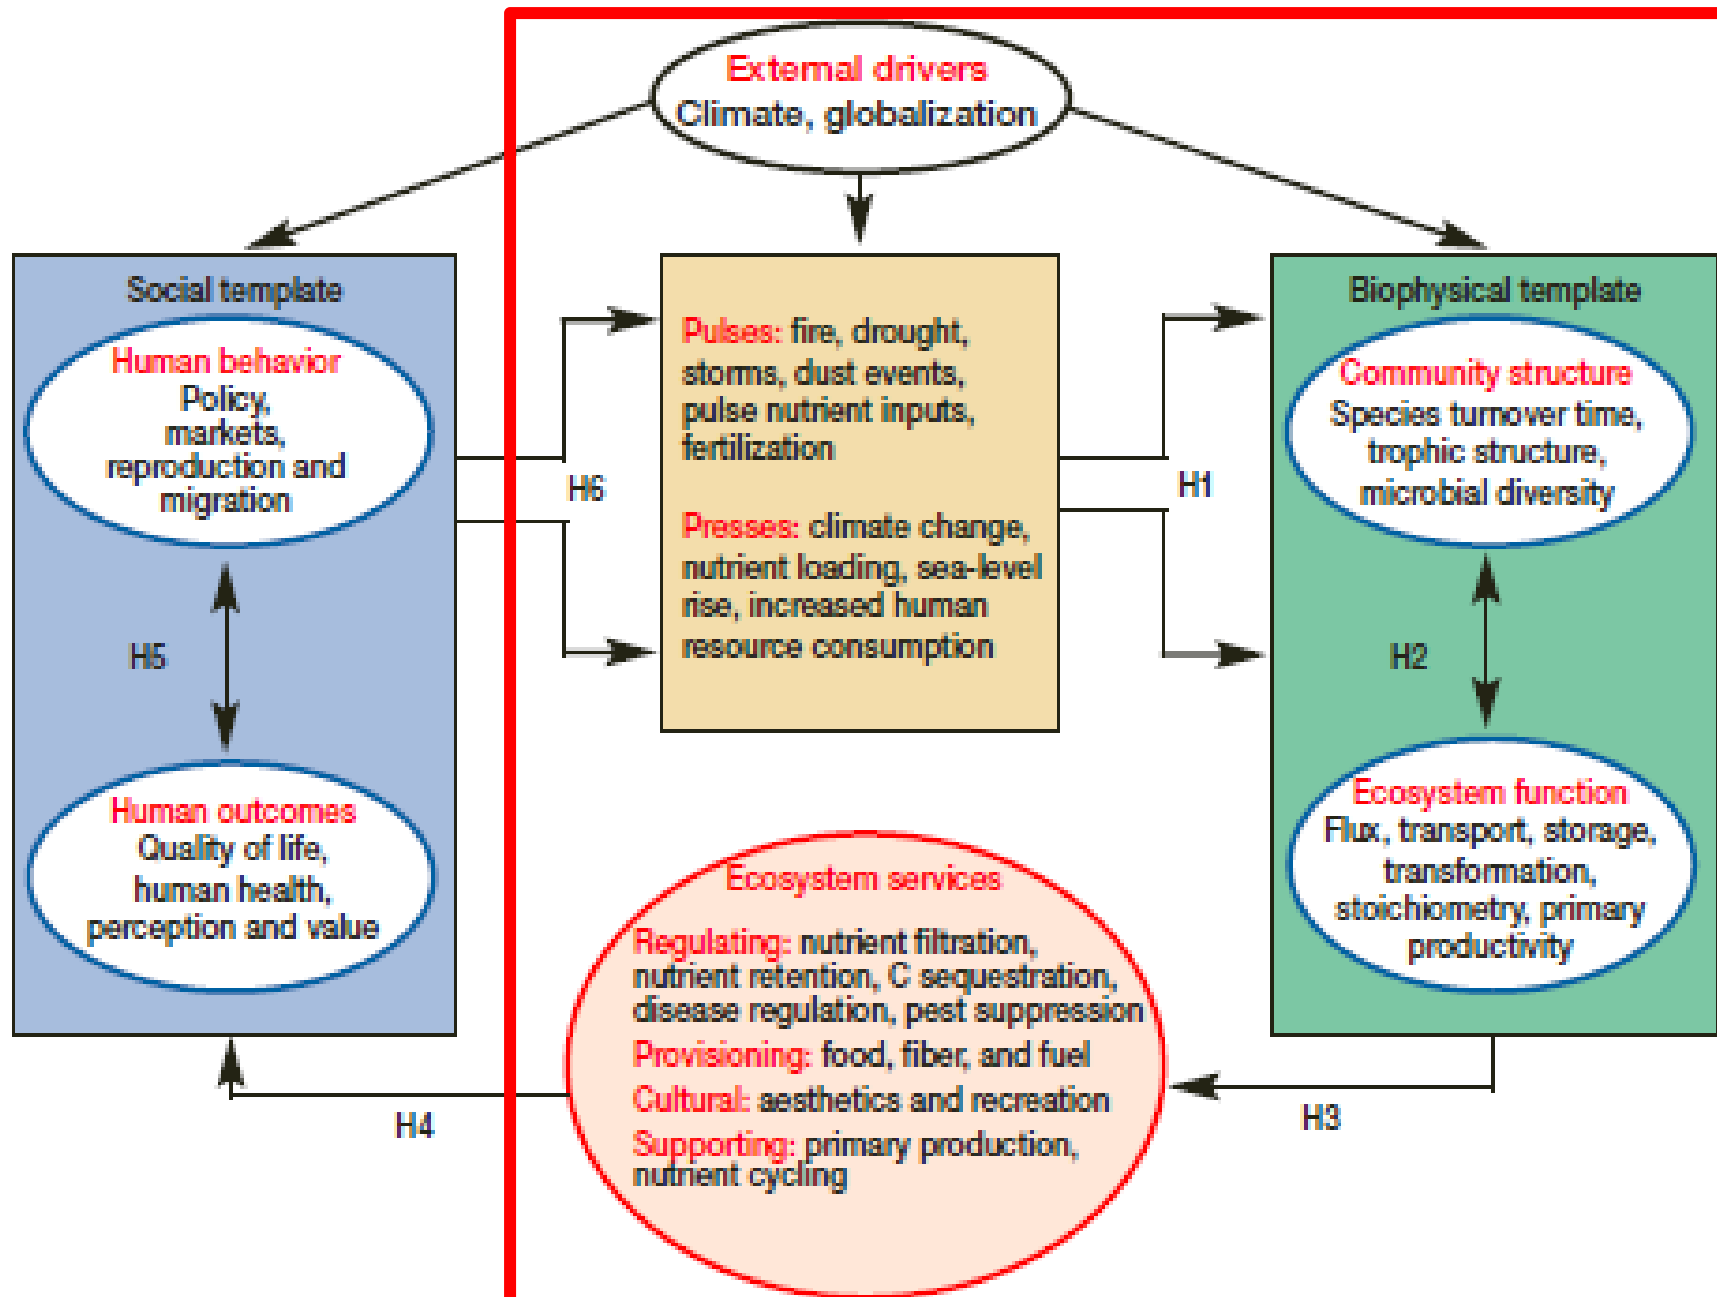 External drivers
Climate, globalization
Social template
Human behavior
Policy,
markets,
reproduction and
migration
H5
Human outcomes
Quality of life,
human health,
perception and value
H6
Pulses: fire, drought,
storms, dust events,
pulse nutrient inputs,
fertilization
Presses: climate change,
nutrient loading, sea-level
rise, increased human
resource consumption
H1
Biophysical template
Community structure
Species turnover time,
trophic structure,
microbial diversity
H2
Ecosystem function
Flux, transport, storage,
transformation,
stoichiometry, primary
productivity
Ecosystem services
Regulating: nutrient filtration,
nutrient retention, C sequestration,
disease regulation, pest suppression
Provisioning: food, fiber, and fuel
Cultural: aesthetics and recreation
Supporting: primary production,
nutrient cycling
H4
H3